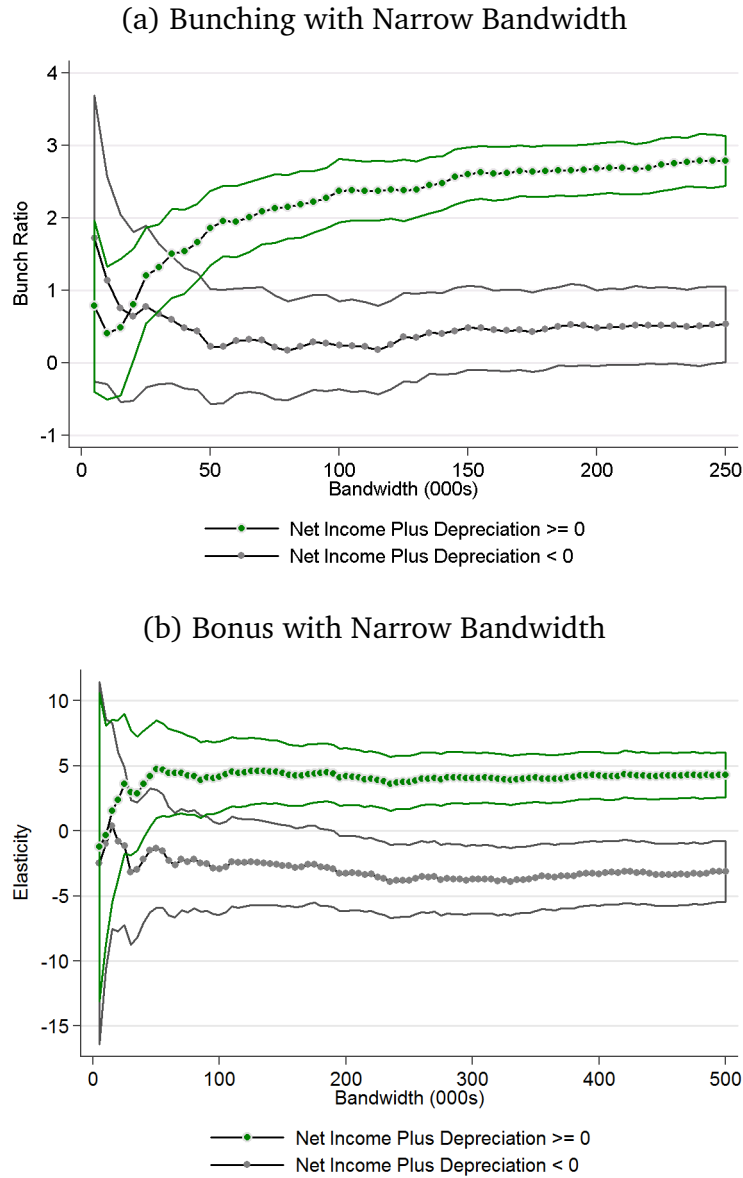 (a) Bunching with Narrow Bandwidth
4
3
2
1
0
-1
Bunch Ratio
0 50 100 150 200 250
Bandwidth (000s)
Net Income Plus Depreciation >= 0
Net Income Plus Depreciation < 0
(b) Bonus with Narrow Bandwidth
10
5
0
-5
-10
-15
Elasticity
0 100 200 300 400 500
Bandwidth (000s)
Net Income Plus Depreciation >= 0
Net Income Plus Depreciation < 0